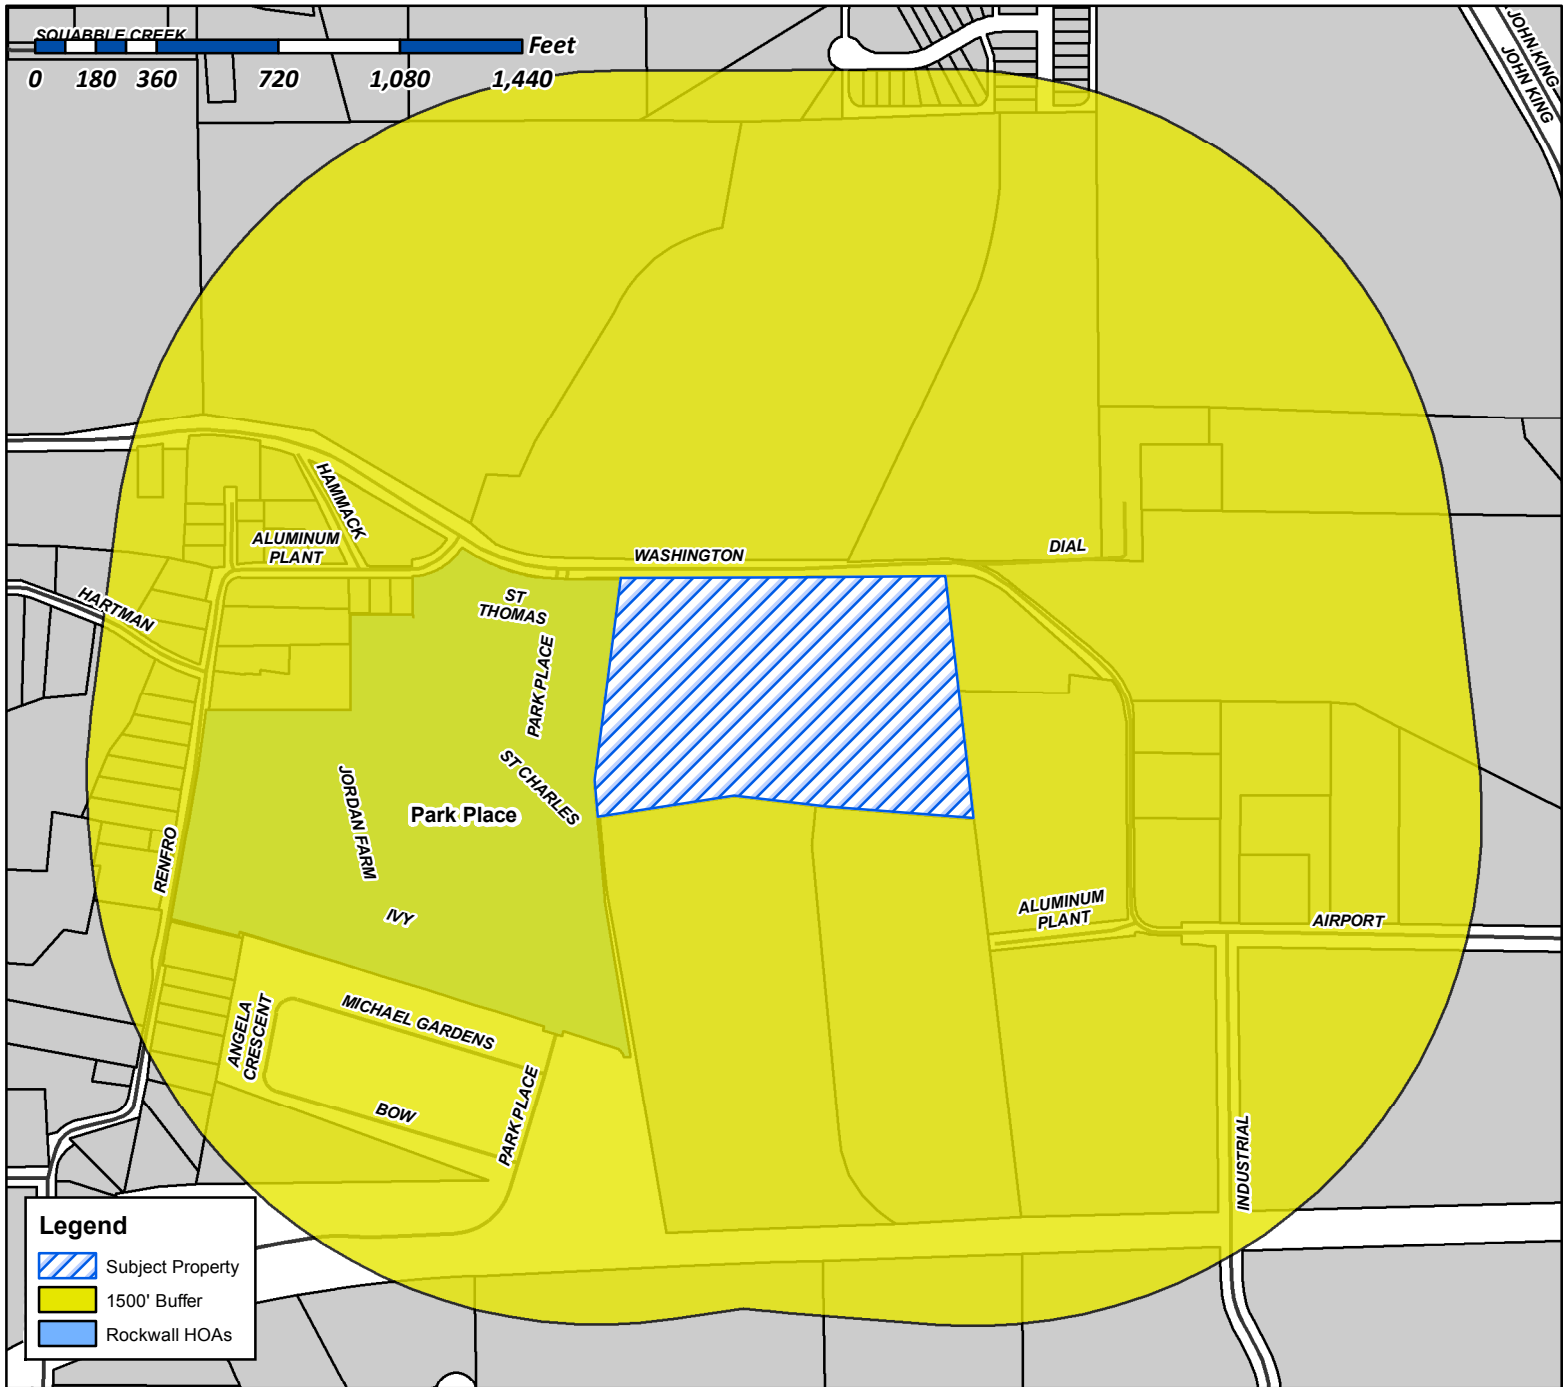 SQUABBLE CREEK
Feet
0 180 360 720 1,080 1,440
JOHN KING
JOHN KING
HAMMACK
ALUMINUM
PLANT
WASHINGTON
DIAL
HARTMAN
ST
THOMAS
PARK PLACE
ST CHARLES
JORDAN FARM
Park Place
RENFRO
IVY
ALUMINUM
PLANT
AIRPORT
ANGELA
CRESCENT
MICHAEL GARDENS
BOW
PARK PLACE
INDUSTRIAL
Legend
Subject Property
1500' Buffer
Rockwall HOAs